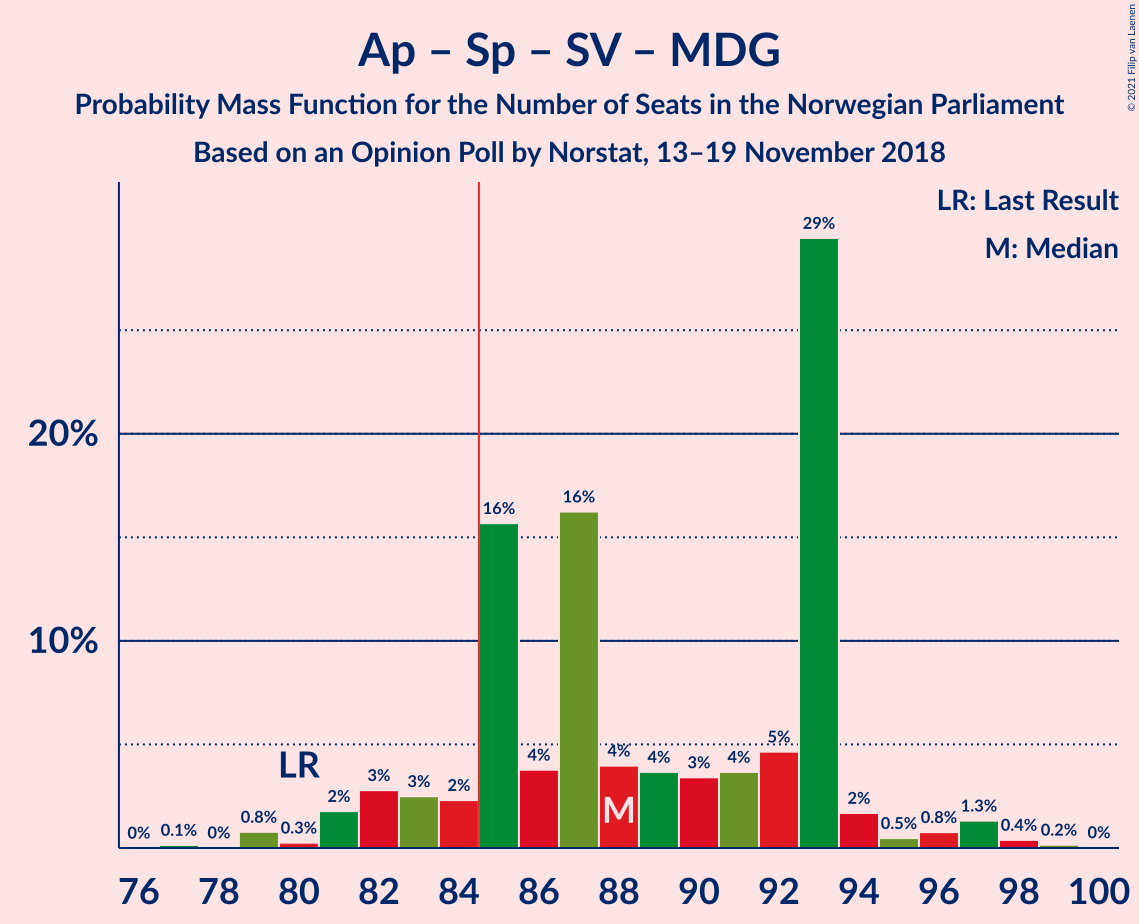 Ap – Sp – SV – MDG
Probability Mass Function for the Number of Seats in the Norwegian Parliament
Based on an Opinion Poll by Norstat, 13–19 November 2018
© 2021 Filip van Laenen
LR: Last Result
M: Median
20%
10%
LR
M
0% 0.1% 0% 0.8% 0.3% 2% 3% 3% 2% 16% 4% 16% 4% 4% 3% 4% 5% 29% 2% 0.5% 0.8% 1.3% 0.4% 0.2% 0%
76 78 80 82 84 86 88 90 92 94 96 98 100